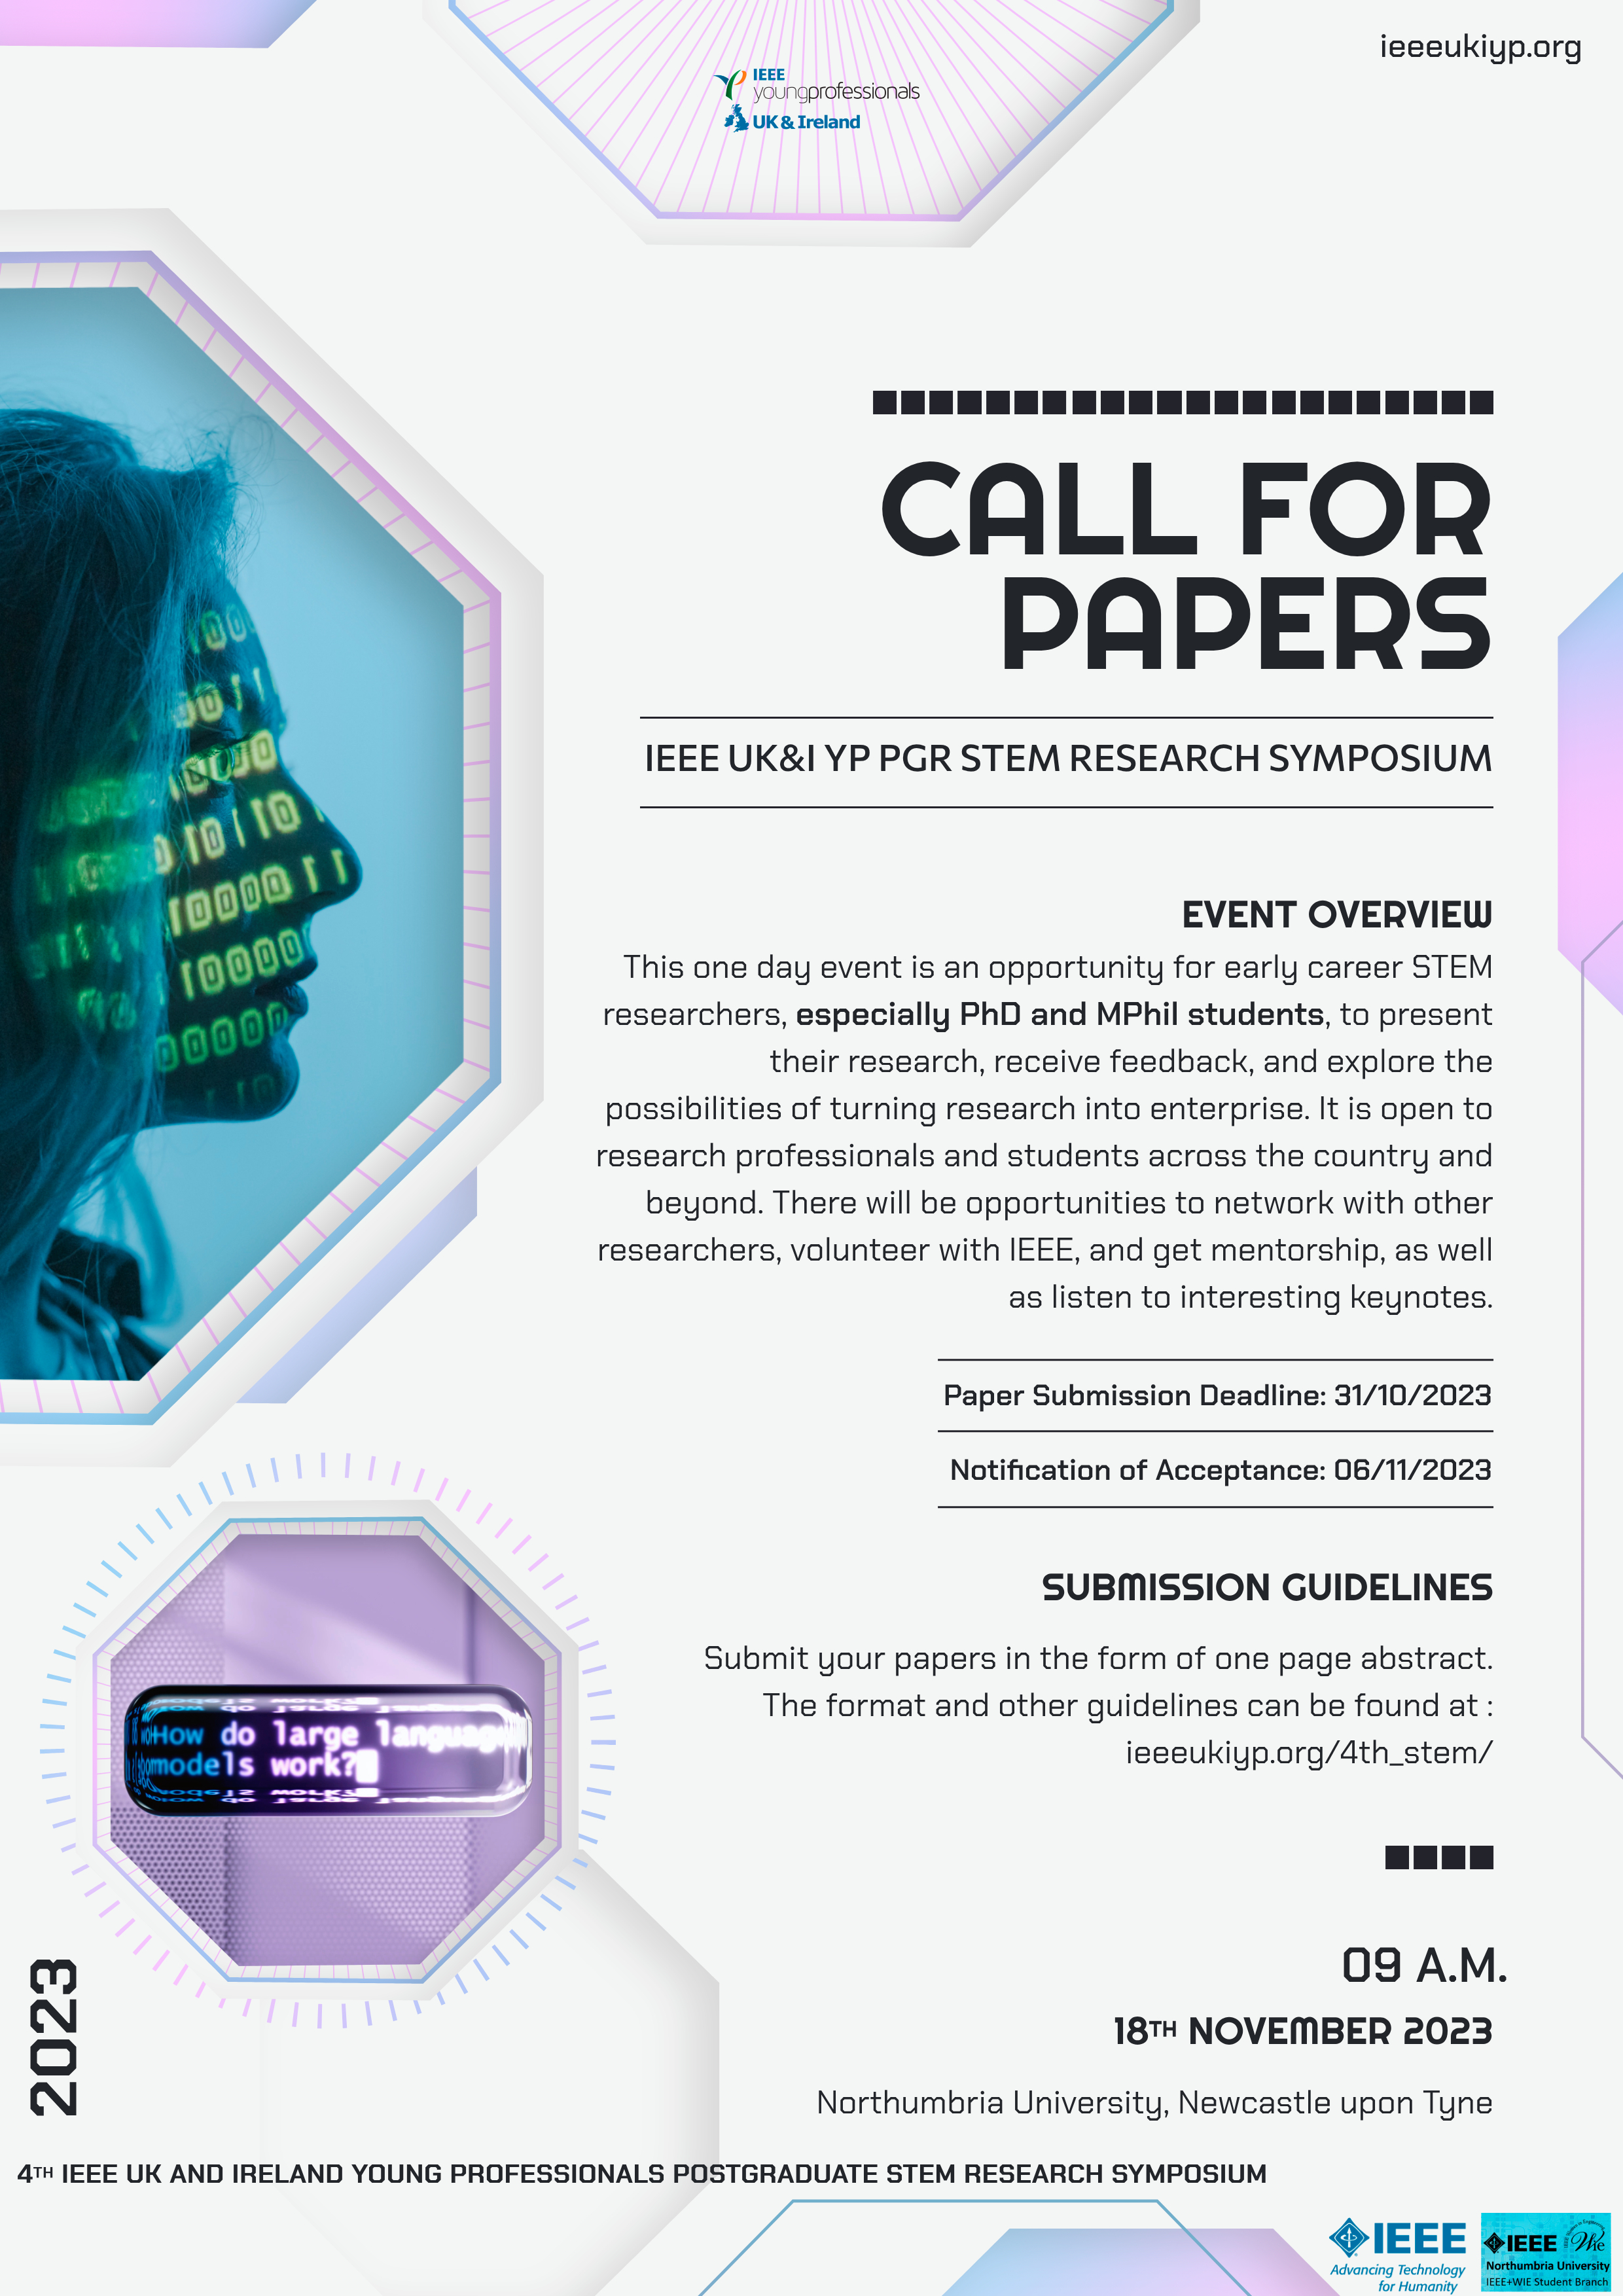 ieeeukiyp.org
IEEE
youngprofessionals
UK & Ireland
CALL FOR
PAPERS
IEEE UK&I YP PGR STEM RESEARCH SYMPOSIUM
EVENT OVERVIEW
This one day event is an opportunity for early career STEM
researchers, especially PhD and MPhil students, to present
their research, receive feedback, and explore the
possibilities of turning research into enterprise. It is open to
research professionals and students across the country and
beyond. There will be opportunities to network with other
researchers, volunteer with IEEE, and get mentorship, as well
as listen to interesting keynotes.
Paper Submission Deadline: 31/10/2023
Notification of Acceptance: 06/11/2023
SUBMISSION GUIDELINES
Submit your papers in the form of one page abstract.
The format and other guidelines can be found at :
ieeeukiyp.org/4th_stem/
How do large language
models work?
09 A.M.
18TH NOVEMBER 2023
Northumbria University, Newcastle upon Tyne
2023
4TH IEEE UK AND IRELAND YOUNG PROFESSIONALS POSTGRADUATE STEM RESEARCH SYMPOSIUM
IEEE
Advancing Technology
for Humanity
IEEE WIE
Northumbria University
IEEE+WIE Student Branch